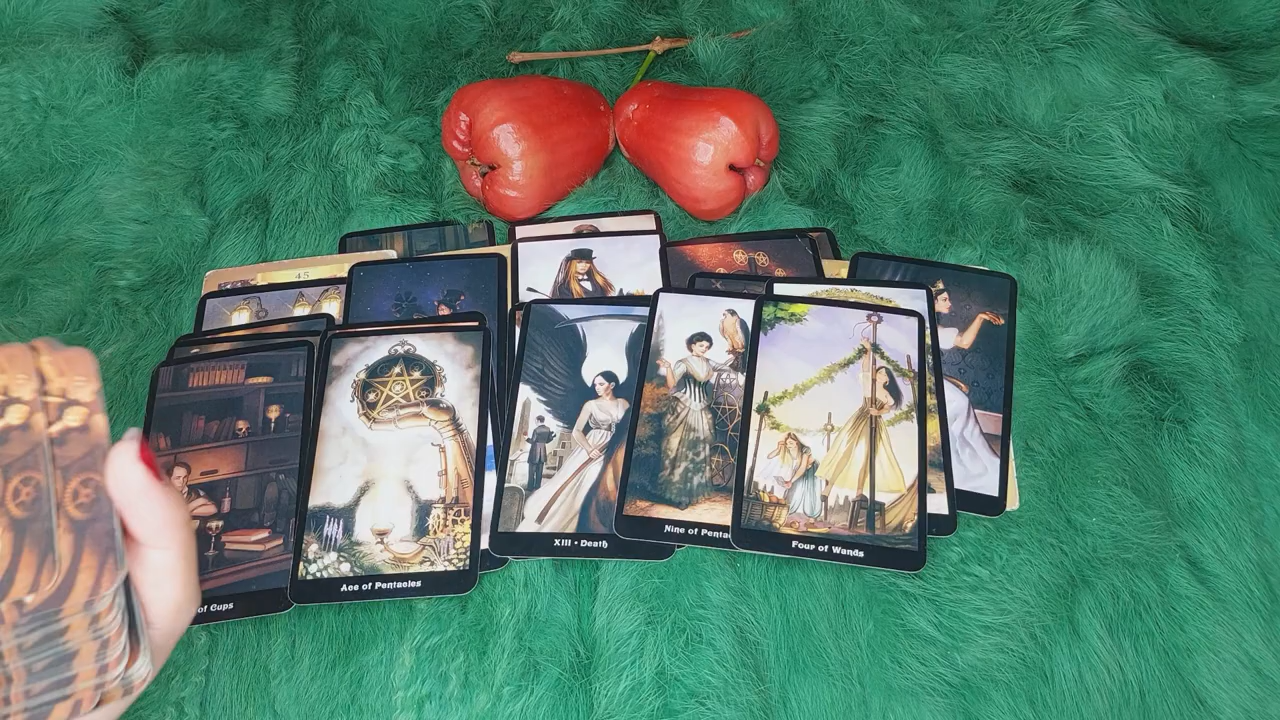 45
X
of Cups
Ace of Pentacles
XIII • Death
Nine of Penta
Four of Wands